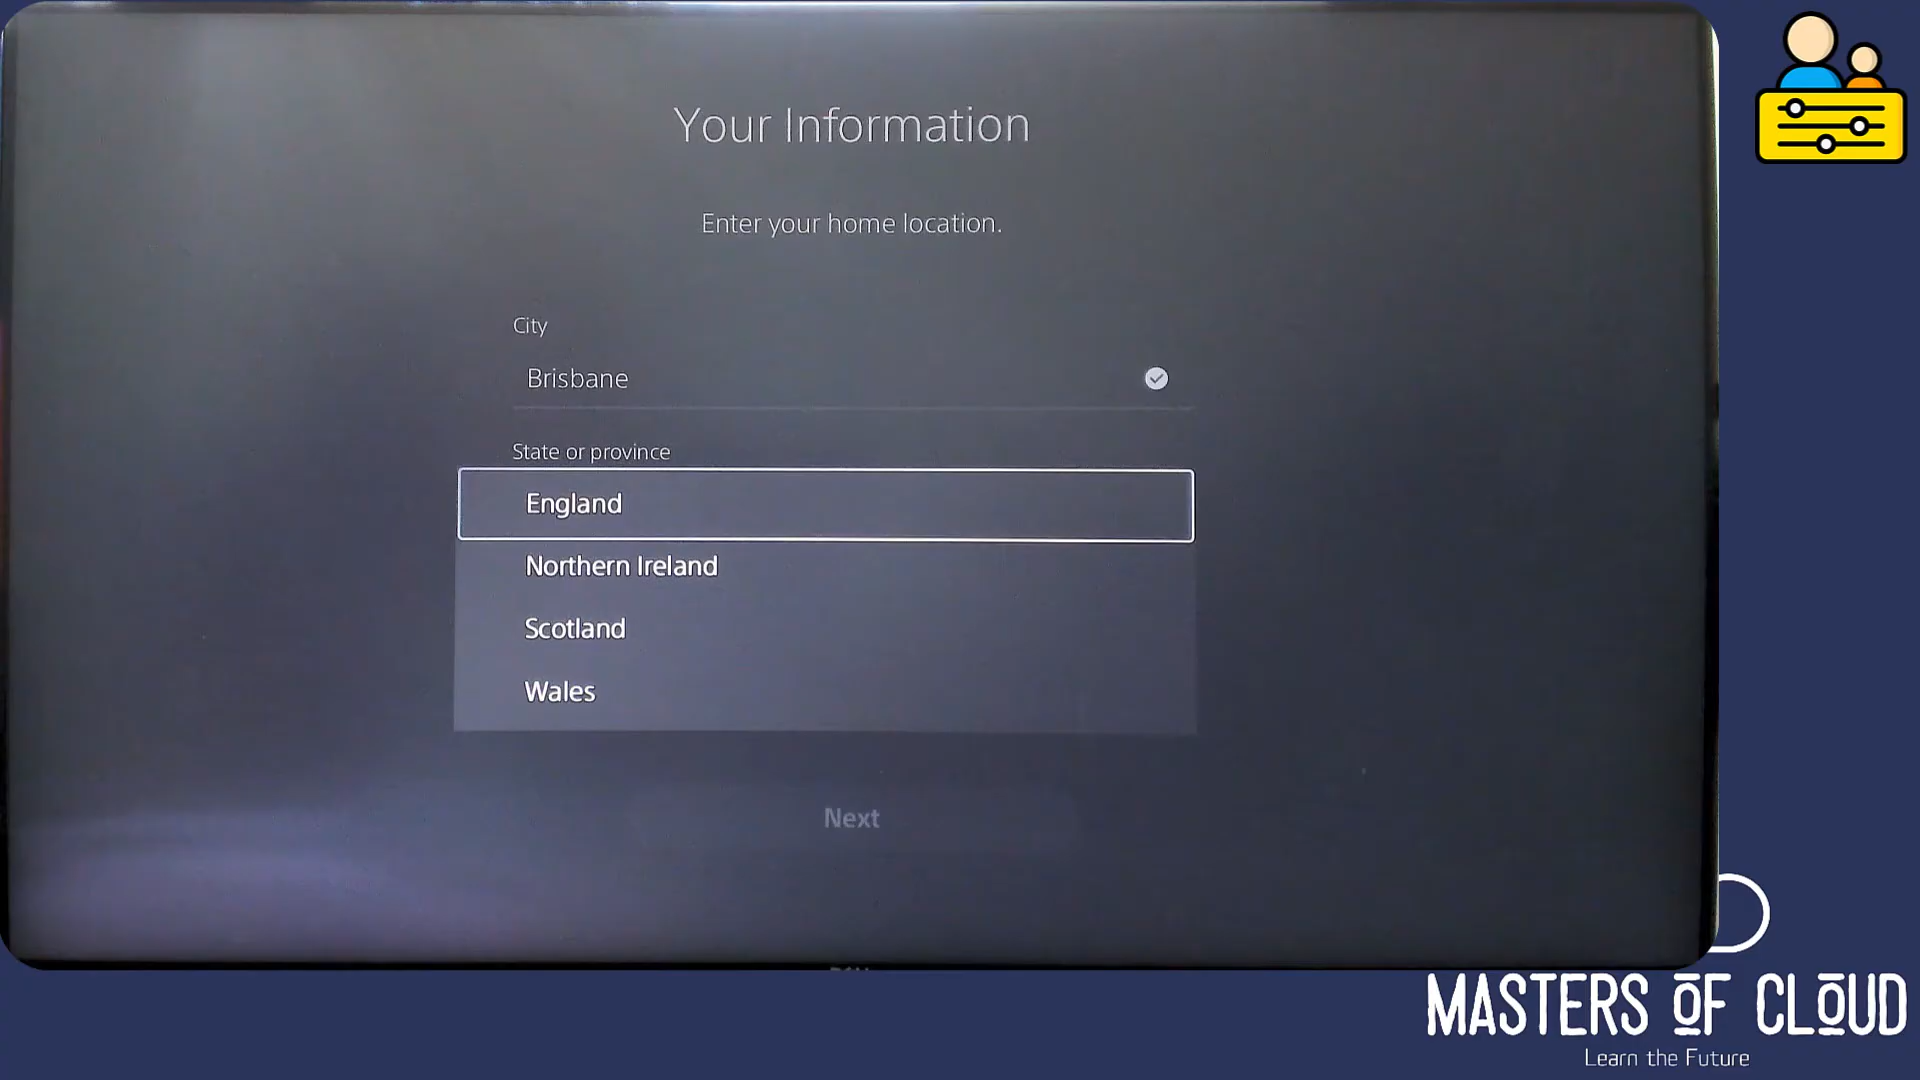 Your Information
Enter your home location.
City
Brisbane
State or province
England
Northern Ireland
Scotland
Wales
Next
MASTERS OF CLOUD
Learn the Future